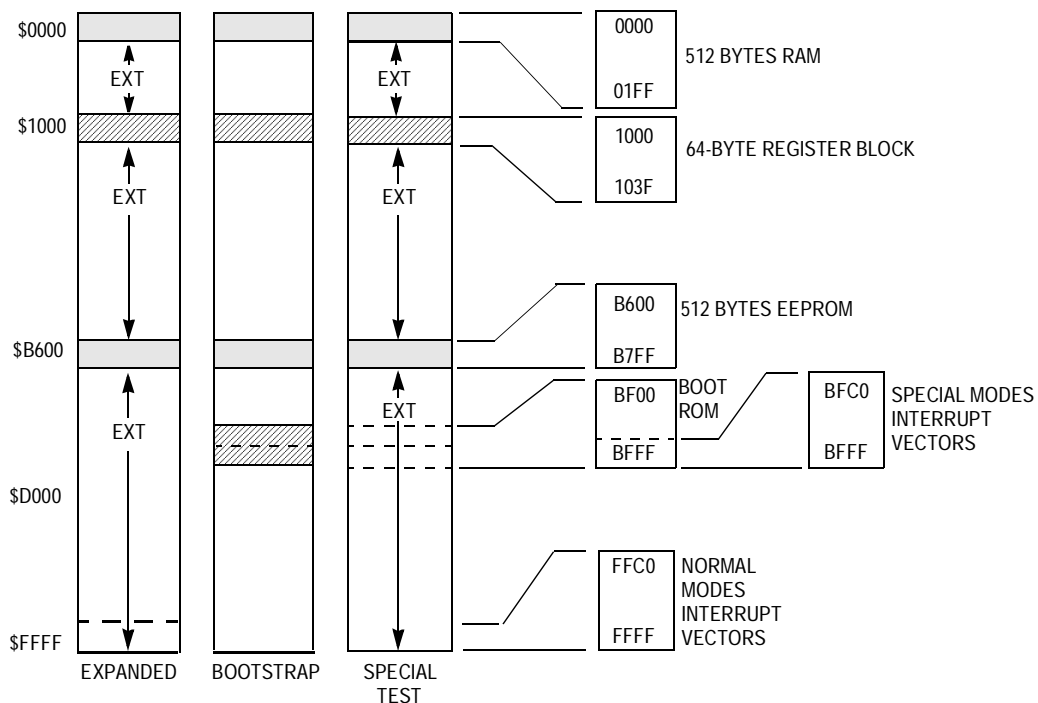 $0000
EXT
EXT
0000
01FF
512 BYTES RAM
$1000
1000
103F
64-BYTE REGISTER BLOCK
EXT
EXT
$B600
B600
B7FF
512 BYTES EEPROM
EXT
EXT
BF00
BFFF
BOOT
ROM
BFC0
BFFF
SPECIAL MODES
INTERRUPT
VECTORS
$D000
FFC0
FFFF
NORMAL
MODES
INTERRUPT
VECTORS
$FFFF
EXPANDED
BOOTSTRAP
SPECIAL
TEST